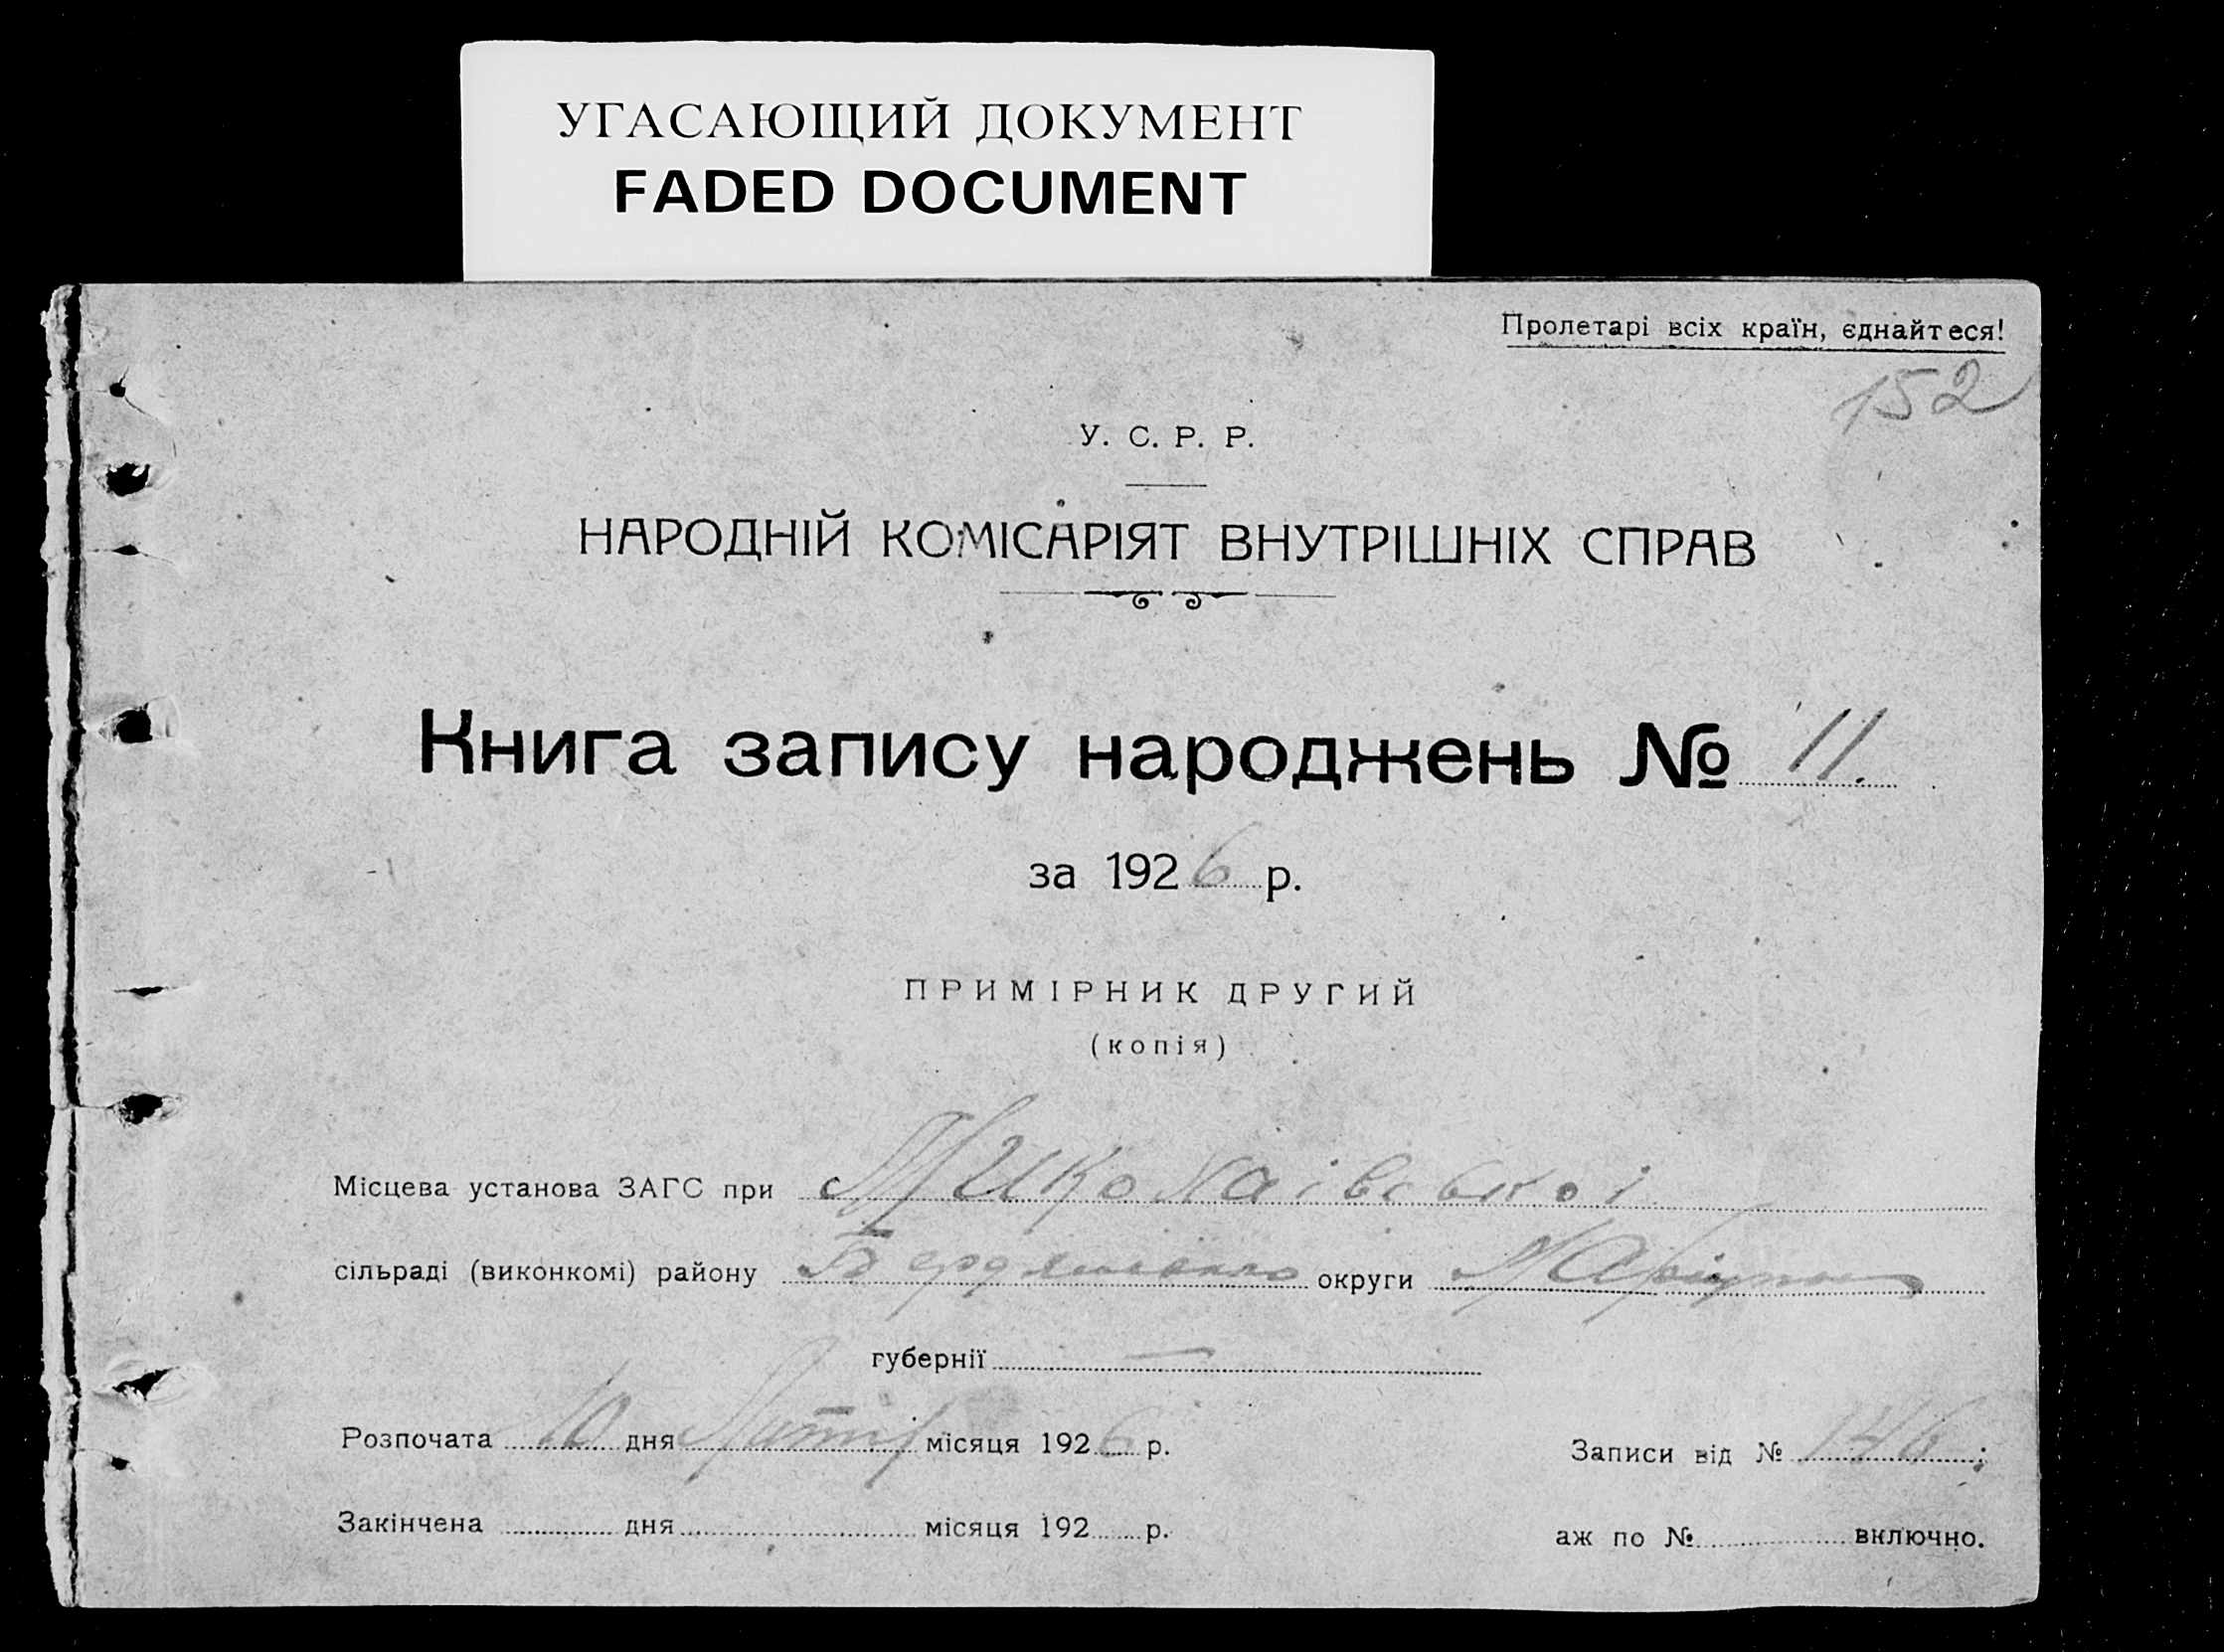 УГАСАЮЩИЙ ДОКУМЕНТ
FADED DOCUMENT
Пролетарі всіх країн, єднайтеся!
152
У. С. Р. Р.
НАРОДНІЙ КОМІСАРІЯТ ВНУТРІШНІХ СПРАВ
Книга запису народжень № 11.
за 1926 р.
ПРИМІРНИК ДРУГИЙ
(копія)
Місцева установа ЗАГС при Миколаівськоі
сільраді (виконкомі) району Бердянського округи Маріупол
губернії —
Розпочата 10 дня місяця 1926 р.
Записи від № 146;
Закінчена дня місяця 192 р.
аж по № включно.